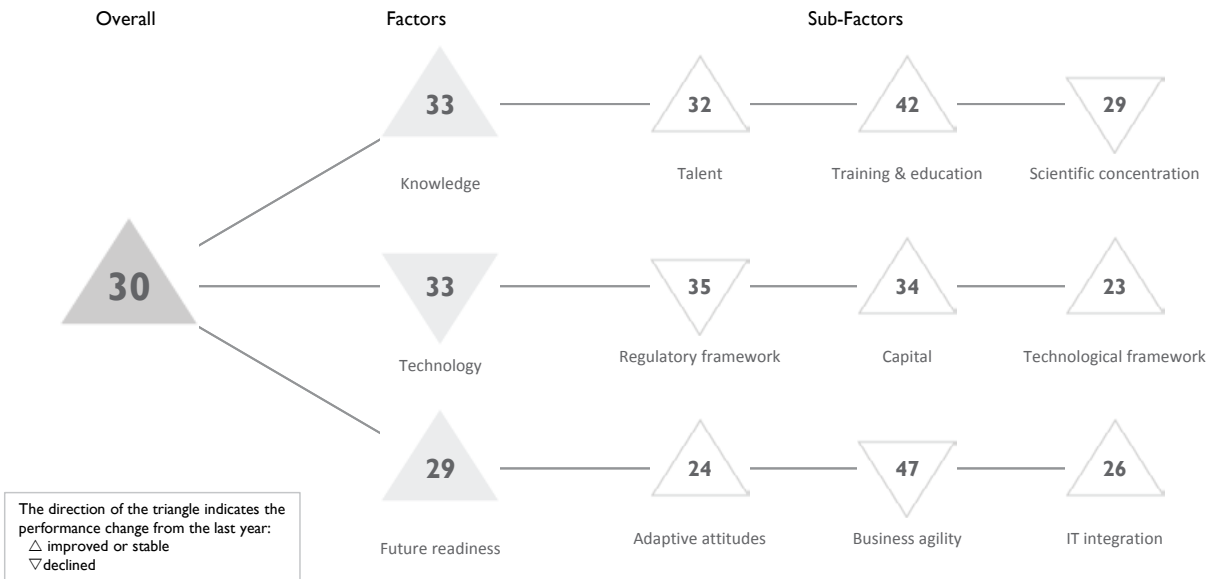 Overall
Factors
Sub-Factors
33
32
42
29
Knowledge
Talent
Training & education
Scientific concentration
30
33
35
34
23
Technology
Regulatory framework
Capital
Technological framework
29
24
47
26
Future readiness
Adaptive attitudes
Business agility
IT integration
The direction of the triangle indicates the
performance change from the last year:
△ improved or stable
▽declined